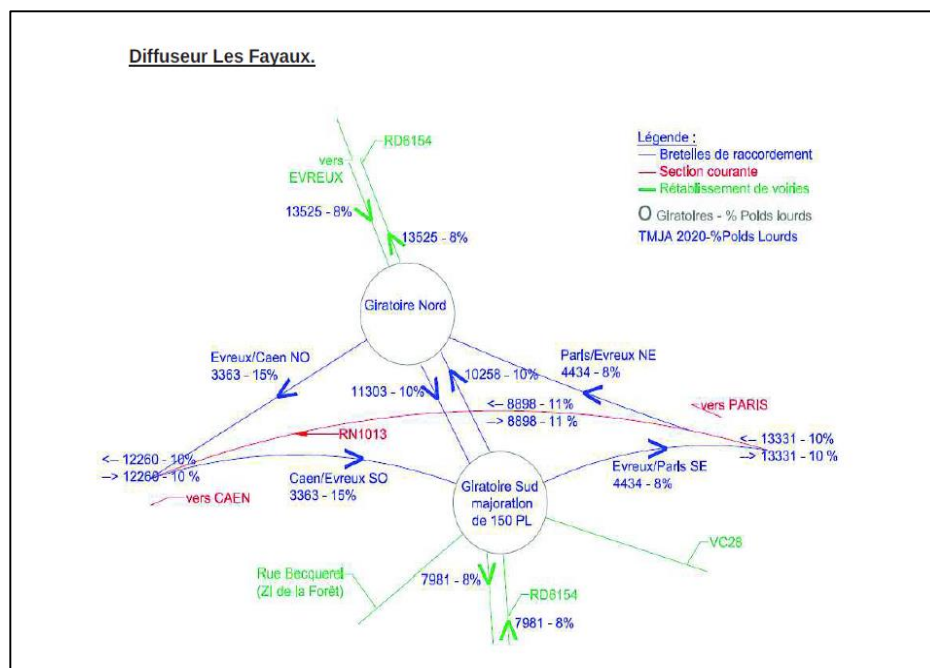 Diffuseur Les Fayaux.
Légende :
Bretelles de raccordement
Section courante
Rétablissement de voiries
O Giratoires - % Poids lourds
TMJA 2020-%Poids Lourds
RD6154
vers
EVREUX
13525 - 8%
13525 - 8%
Giratoire Nord
Evreux/Caen NO
3363 - 15%
Paris/Evreux NE
4434 - 8%
11303 - 10%
10258 - 10%
<-- 8898 - 11%
--> 8898 - 11 %
vers PARIS
RN1013
<-- 12260 - 10%
--> 12260 - 10 %
<-- 13331 - 10%
--> 13331 - 10 %
vers CAEN
Caen/Evreux SO
3363 - 15%
Giratoire Sud
majoration
de 150 PL
Evreux/Paris SE
4434 - 8%
VC28
Rue Becquerel
(ZI de la Forêt)
7981 - 8%
RD6154
7981 - 8%